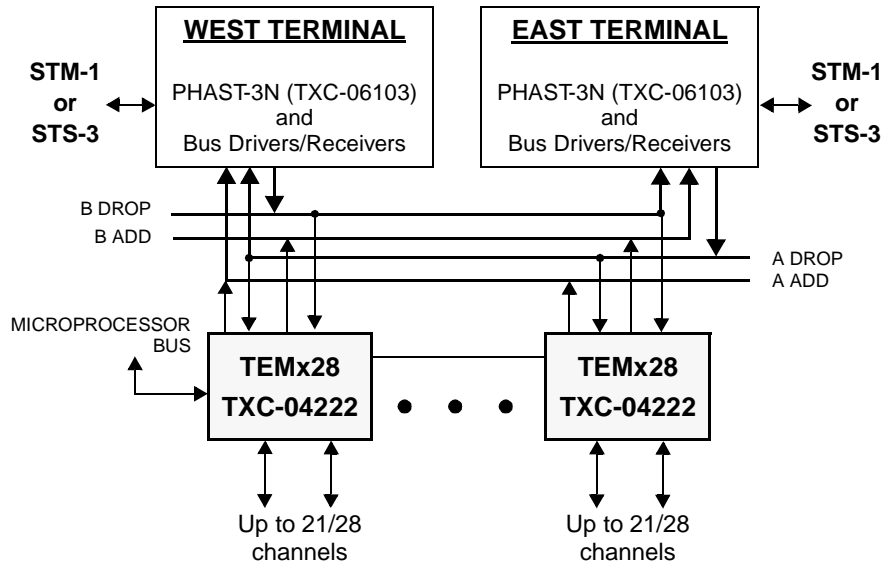 WEST TERMINAL
PHAST-3N (TXC-06103)
and
Bus Drivers/Receivers
EAST TERMINAL
PHAST-3N (TXC-06103)
and
Bus Drivers/Receivers
STM-1
or
STS-3
STM-1
or
STS-3
B DROP
B ADD
A DROP
A ADD
MICROPROCESSOR
BUS
TEMx28
TXC-04222
TEMx28
TXC-04222
Up to 21/28
channels
Up to 21/28
channels